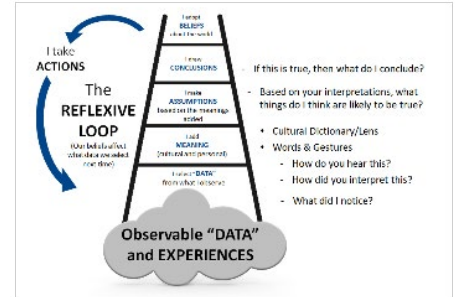 I adopt
BELIEFS
about the world
I take
ACTIONS
I draw
CONCLUSIONS
I make
ASSUMPTIONS
based on the meanings
added
I add
MEANING
(cultural and personal)
I select "DATA"
from what I observe
The
REFLEXIVE
LOOP
(Our beliefs affect
what data we select
next time)
Observable "DATA"
and EXPERIENCES
- If this is true, then what do I conclude?
- Based on your interpretations, what
things do I think are likely to be true?
• Cultural Dictionary/Lens
• Words & Gestures
- How do you hear this?
- How did you interpret this?
- What did I notice?